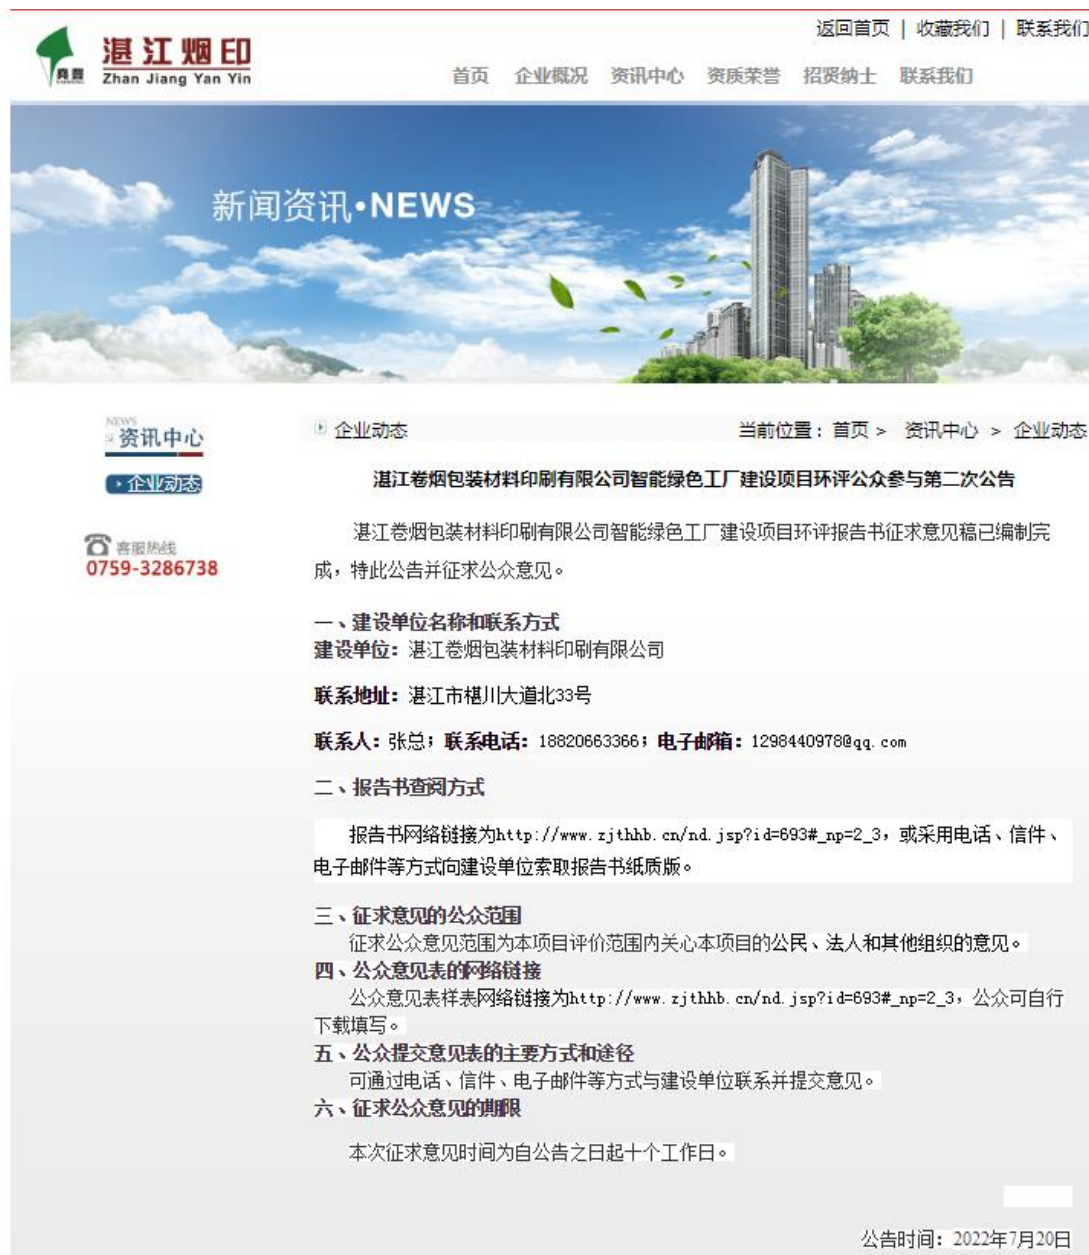 返回首页 | 收藏我们 | 联系我们
湛江烟印
Zhan Jiang Yan Yin
首页 企业概况 资讯中心 资质荣誉 招贤纳士 联系我们
新闻资讯•NEWS
NEWS
资讯中心
企业动态
客服热线
0759-3286738
企业动态 当前位置：首页 > 资讯中心 > 企业动态
湛江卷烟包装材料印刷有限公司智能绿色工厂建设项目环评公众参与第二次公告
湛江卷烟包装材料印刷有限公司智能绿色工厂建设项目环评报告书征求意见稿已编制完
成，特此公告并征求公众意见。
一、建设单位名称和联系方式
建设单位：湛江卷烟包装材料印刷有限公司
联系地址：湛江市椹川大道北33号
联系人：张总；联系电话：18820663366；电子邮箱：1298440978@qq.com
二、报告书查阅方式
报告书网络链接为http://www.zjthhb.cn/nd.jsp?id=693#_np=2_3，或采用电话、信件、
电子邮件等方式向建设单位索取报告书纸质版。
三、征求意见的公众范围
征求公众意见范围为本项目评价范围内关心本项目的公民、法人和其他组织的意见。
四、公众意见表的网络链接
公众意见表样表网络链接为http://www.zjthhb.cn/nd.jsp?id=693#_np=2_3，公众可自行
下载填写。
五、公众提交意见表的主要方式和途径
可通过电话、信件、电子邮件等方式与建设单位联系并提交意见。
六、征求公众意见的期限
本次征求意见时间为自公告之日起十个工作日。
公告时间：2022年7月20日